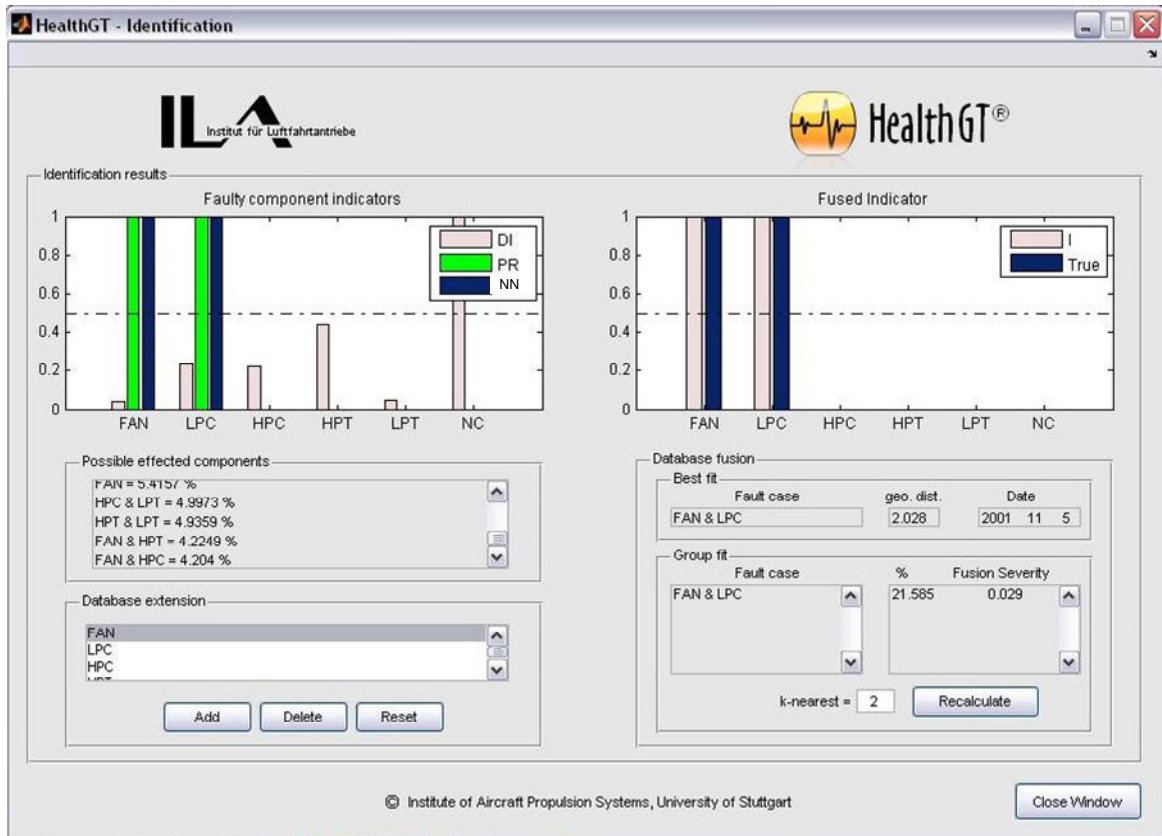 HealthGT - Identification
ILA
Institut für Luftfahrtantriebe
HealthGT®
Identification results
Faulty component indicators
1
0.8
0.6
0.4
0.2
0
DI
PR
NN
FAN LPC HPC HPT LPT NC
Fused Indicator
1
0.8
0.6
0.4
0.2
0
I
True
FAN LPC HPC HPT LPT NC
Possible effected components
FAN = 5.4157 %
HPC & LPT = 4.9973 %
HPT & LPT = 4.9359 %
FAN & HPT = 4.2249 %
FAN & HPC = 4.204 %
Database extension
FAN
LPC
HPC
HPT
Add Delete Reset
Database fusion
Best fit
Fault case geo. dist. Date
FAN & LPC 2.028 2001 11 5
Group fit
Fault case % Fusion Severity
FAN & LPC 21.585 0.029
k-nearest = 2 Recalculate
© Institute of Aircraft Propulsion Systems, University of Stuttgart
Close Window